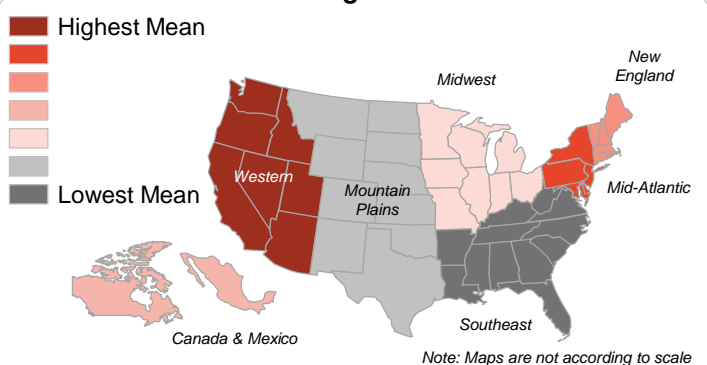 Highest Mean
New
England
Midwest
Western
Mountain
Plains
Mid-Atlantic
Lowest Mean
Southeast
Canada & Mexico
Note: Maps are not according to scale